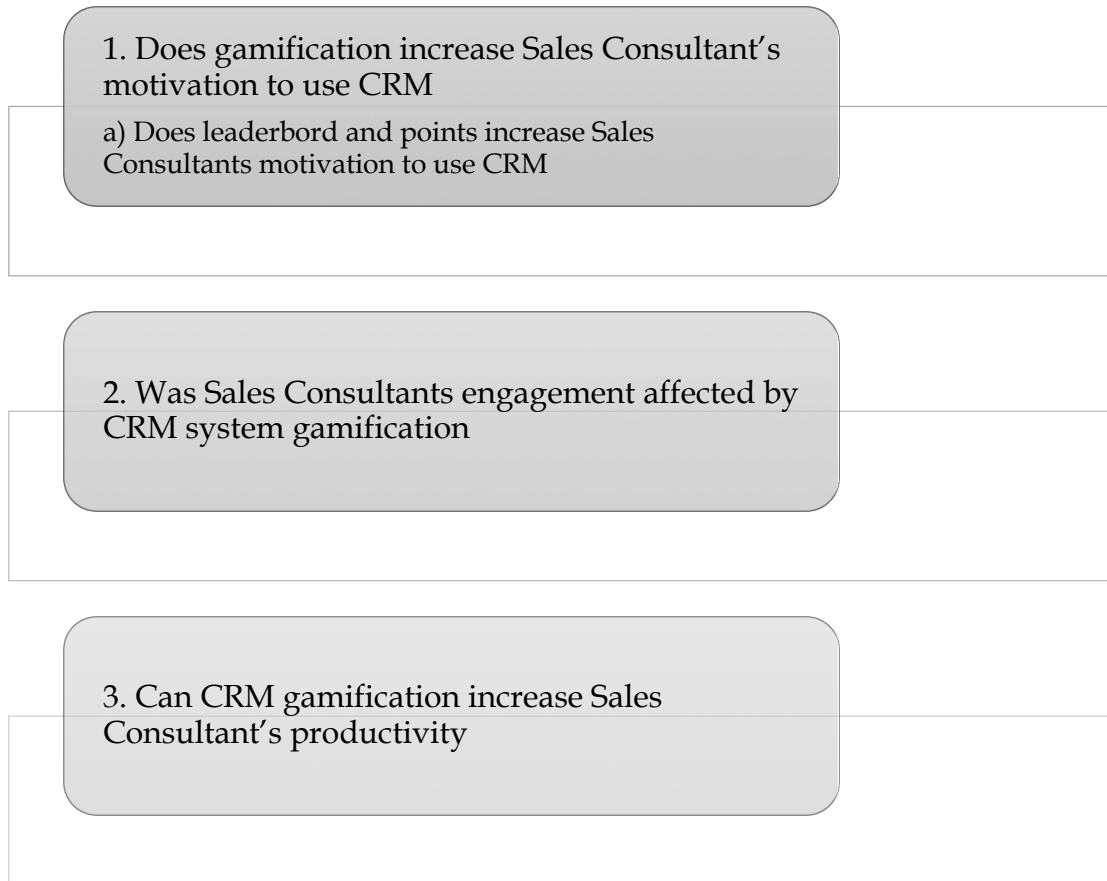 1. Does gamification increase Sales Consultant’s
motivation to use CRM
a) Does leaderbord and points increase Sales
Consultants motivation to use CRM
2. Was Sales Consultants engagement affected by
CRM system gamification
3. Can CRM gamification increase Sales
Consultant’s productivity